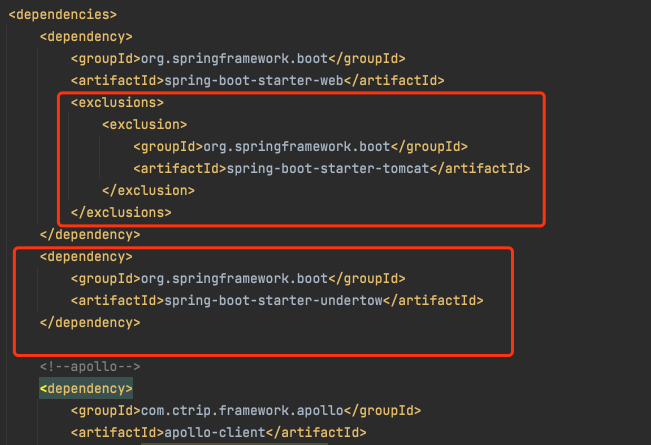 <dependencies>
<dependency>
<groupId>org.springframework.boot</groupId>
<artifactId>spring-boot-starter-web</artifactId>
<exclusions>
<exclusion>
<groupId>org.springframework.boot</groupId>
<artifactId>spring-boot-starter-tomcat</artifactId>
</exclusion>
</exclusions>
</dependency>
<dependency>
<groupId>org.springframework.boot</groupId>
<artifactId>spring-boot-starter-undertow</artifactId>
</dependency>
<!--apollo-->
<dependency>
<groupId>com.ctrip.framework.apollo</groupId>
<artifactId>apollo-client</artifactId>